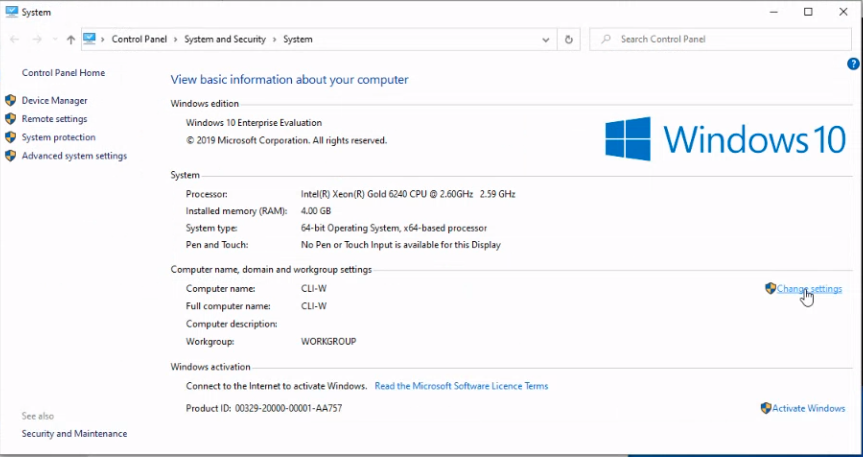 System
Control Panel > System and Security > System
Search Control Panel
Control Panel Home
Device Manager
Remote settings
System protection
Advanced system settings
See also
Security and Maintenance
View basic information about your computer
Windows edition
Windows 10 Enterprise Evaluation
© 2019 Microsoft Corporation. All rights reserved.
Windows 10
System
Processor: Intel(R) Xeon(R) Gold 6240 CPU @ 2.60GHz 2.59 GHz
Installed memory (RAM): 4.00 GB
System type: 64-bit Operating System, x64-based processor
Pen and Touch: No Pen or Touch Input is available for this Display
Computer name, domain and workgroup settings
Computer name: CLI-W Change settings
Full computer name: CLI-W
Computer description:
Workgroup: WORKGROUP
Windows activation
Connect to the Internet to activate Windows. Read the Microsoft Software Licence Terms
Product ID: 00329-20000-00001-AA757 Activate Windows